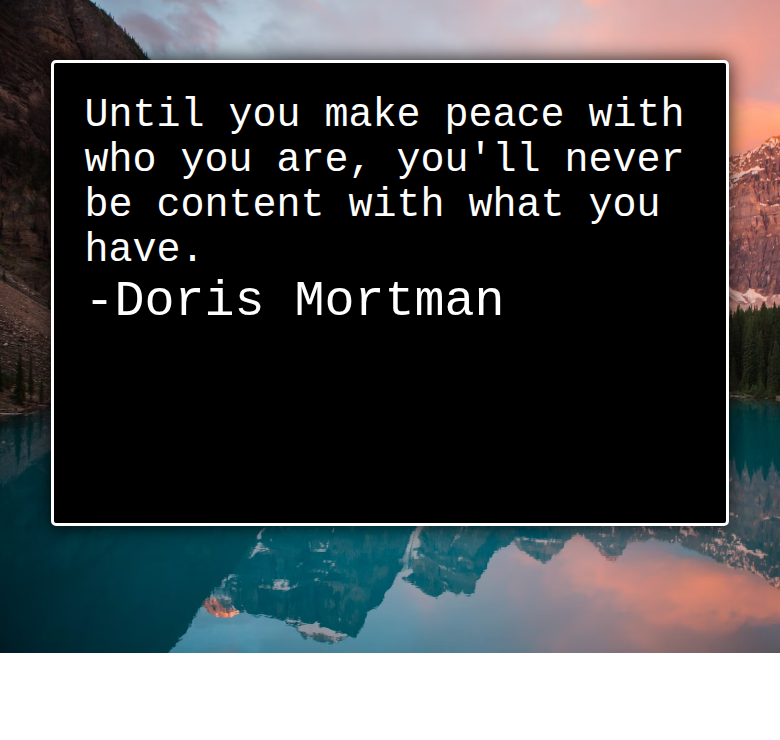 Until you make peace with
who you are, you'll never
be content with what you
have.
-Doris Mortman